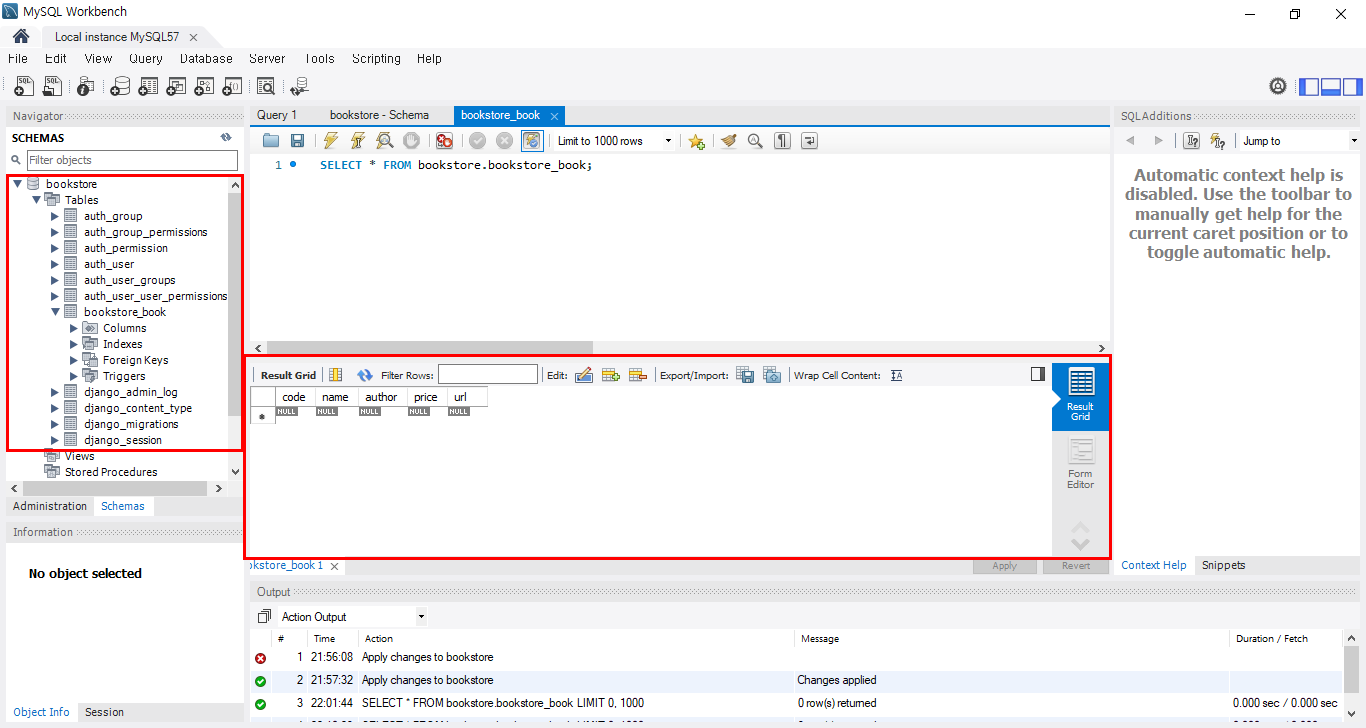 MySQL Workbench
Local instance MySQL57
File Edit View Query Database Server Tools Scripting Help
Navigator
SCHEMAS
Filter objects
bookstore
Tables
auth_group
auth_group_permissions
auth_permission
auth_user
auth_user_groups
auth_user_user_permissions
bookstore_book
Columns
Indexes
Foreign Keys
Triggers
django_admin_log
django_content_type
django_migrations
django_session
Views
Stored Procedures
Administration Schemas
Information
No object selected
Object Info Session
Query 1 bookstore - Schema bookstore_book
Limit to 1000 rows
1 SELECT * FROM bookstore.bookstore_book;
Result Grid Filter Rows: Edit: Export/Import: Wrap Cell Content:
code name author price url
NULL NULL NULL NULL NULL
Result
Grid
Form
Editor
okstore_book 1
Apply Revert
SQLAdditions
Jump to
Automatic context help is
disabled. Use the toolbar to
manually get help for the
current caret position or to
toggle automatic help.
Context Help Snippets
Output
Action Output
# Time Action Message Duration / Fetch
1 21:56:08 Apply changes to bookstore
2 21:57:32 Apply changes to bookstore Changes applied
3 22:01:44 SELECT * FROM bookstore.bookstore_book LIMIT 0, 1000 0 row(s) returned 0.000 sec / 0.000 sec